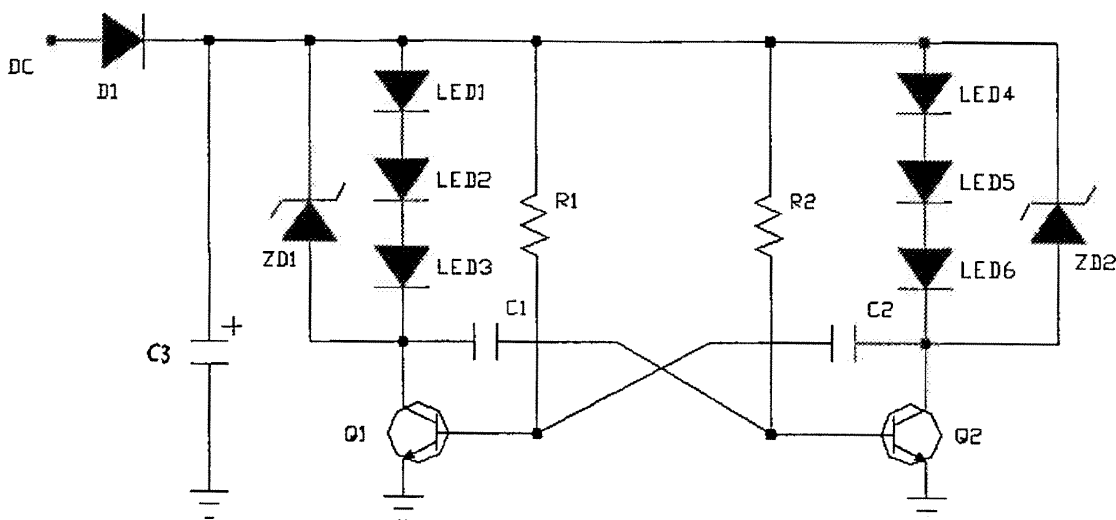 DC
D1
LED1
LED4
LED2
LED5
R1
R2
ZD1
LED3
LED6
ZD2
C1
C2
+
C3
Q1
Q2